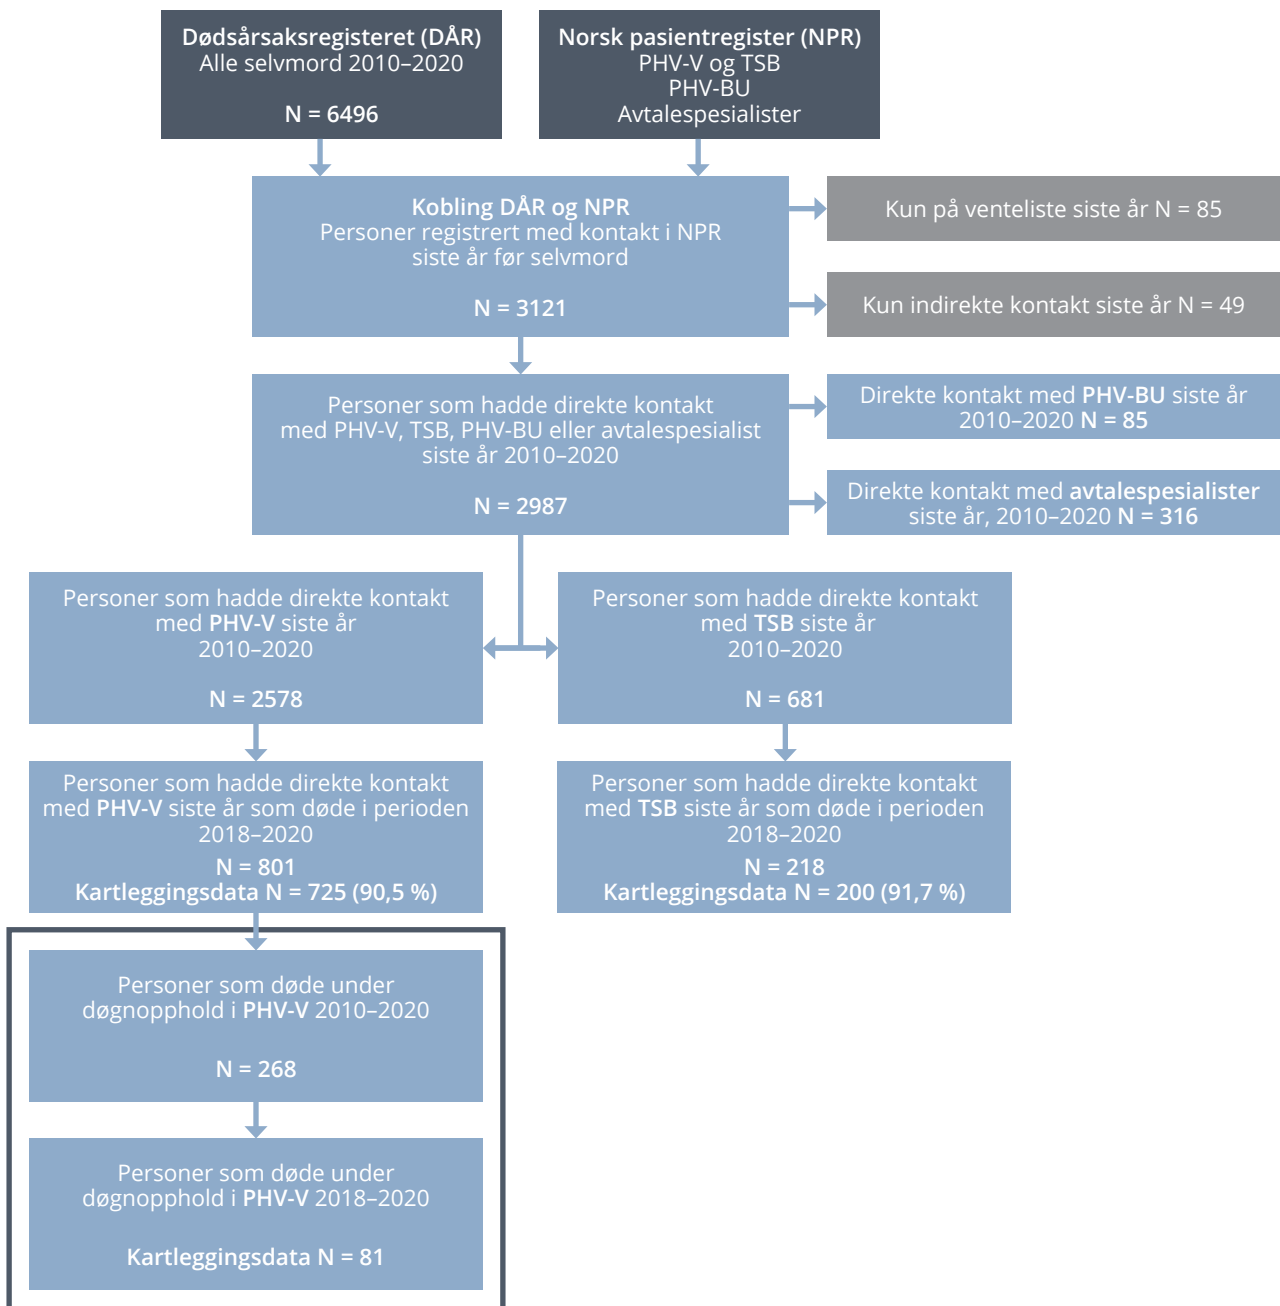 Dødsårsaksregisteret (DÅR)
Alle selvmord 2010–2020
N = 6496
Norsk pasientregister (NPR)
PHV-V og TSB
PHV-BU
Avtalespesialister
Kobling DÅR og NPR
Personer registrert med kontakt i NPR
siste år før selvmord
N = 3121
Kun på venteliste siste år N = 85
Kun indirekte kontakt siste år N = 49
Personer som hadde direkte kontakt
med PHV-V, TSB, PHV-BU eller avtalespesialist
siste år 2010–2020
N = 2987
Direkte kontakt med PHV-BU siste år
2010–2020 N = 85
Direkte kontakt med avtalespesialister
siste år, 2010–2020 N = 316
Personer som hadde direkte kontakt
med PHV-V siste år
2010–2020
N = 2578
Personer som hadde direkte kontakt
med TSB siste år
2010–2020
N = 681
Personer som hadde direkte kontakt
med PHV-V siste år som døde i perioden
2018–2020
N = 801
Kartleggingsdata N = 725 (90,5 %)
Personer som hadde direkte kontakt
med TSB siste år som døde i perioden
2018–2020
N = 218
Kartleggingsdata N = 200 (91,7 %)
Personer som døde under
døgnopphold i PHV-V 2010–2020
N = 268
Personer som døde under
døgnopphold i PHV-V 2018–2020
Kartleggingsdata N = 81